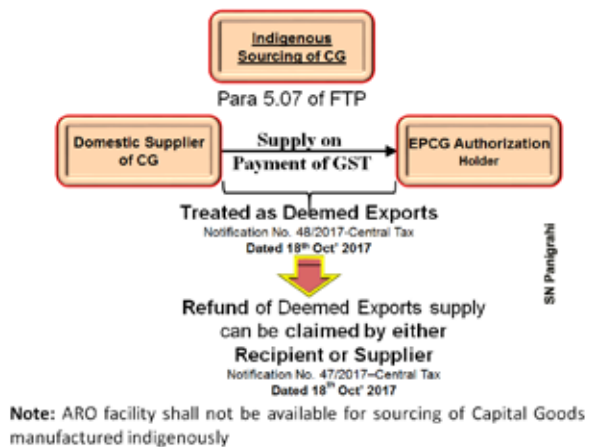 Indigenous
Sourcing of CG
Para 5.07 of FTP
Domestic Supplier
of CG
Supply on
Payment of GST
EPCG Authorization
Holder
Treated as Deemed Exports
Notification No. 48/2017-Central Tax
Dated 18th Oct' 2017
Refund of Deemed Exports supply
can be claimed by either
Recipient or Supplier
Notification No. 47/2017–Central Tax
Dated 18th Oct' 2017
SN Panigrahi
Note: ARO facility shall not be available for sourcing of Capital Goods
manufactured indigenously